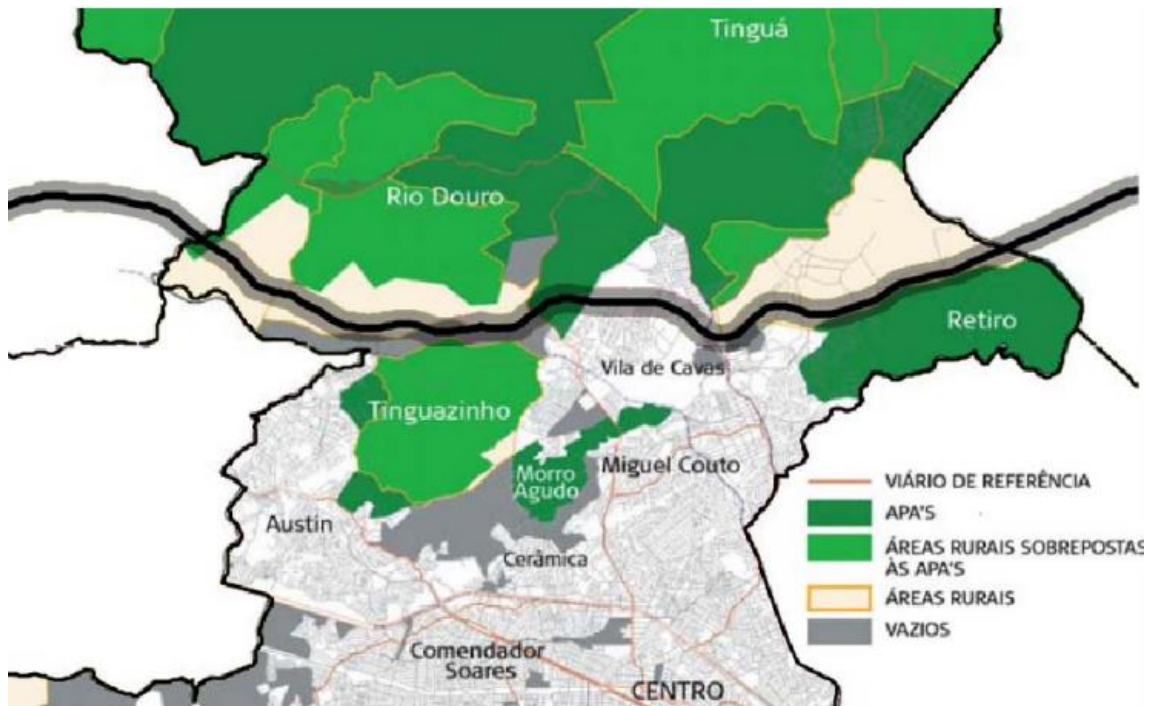 Tinguá
Rio Douro
Retiro
Vila de Cavas
Tinguazinho
Miguel Couto
Morro
Agudo
Austin
Cerâmica
Comendador
Soares
CENTRO
VIÁRIO DE REFERÊNCIA
APA'S
ÁREAS RURAIS SOBREPOSTAS
ÀS APA'S
ÁREAS RURAIS
VAZIOS